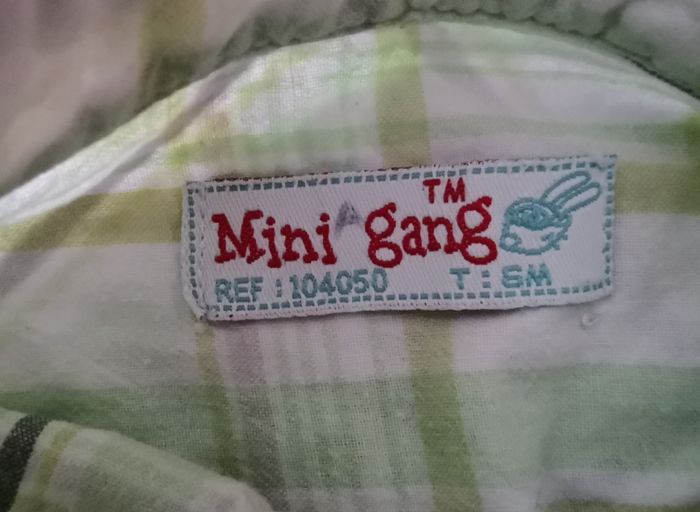 TM
Mini gang
REF : 104050 T : SM